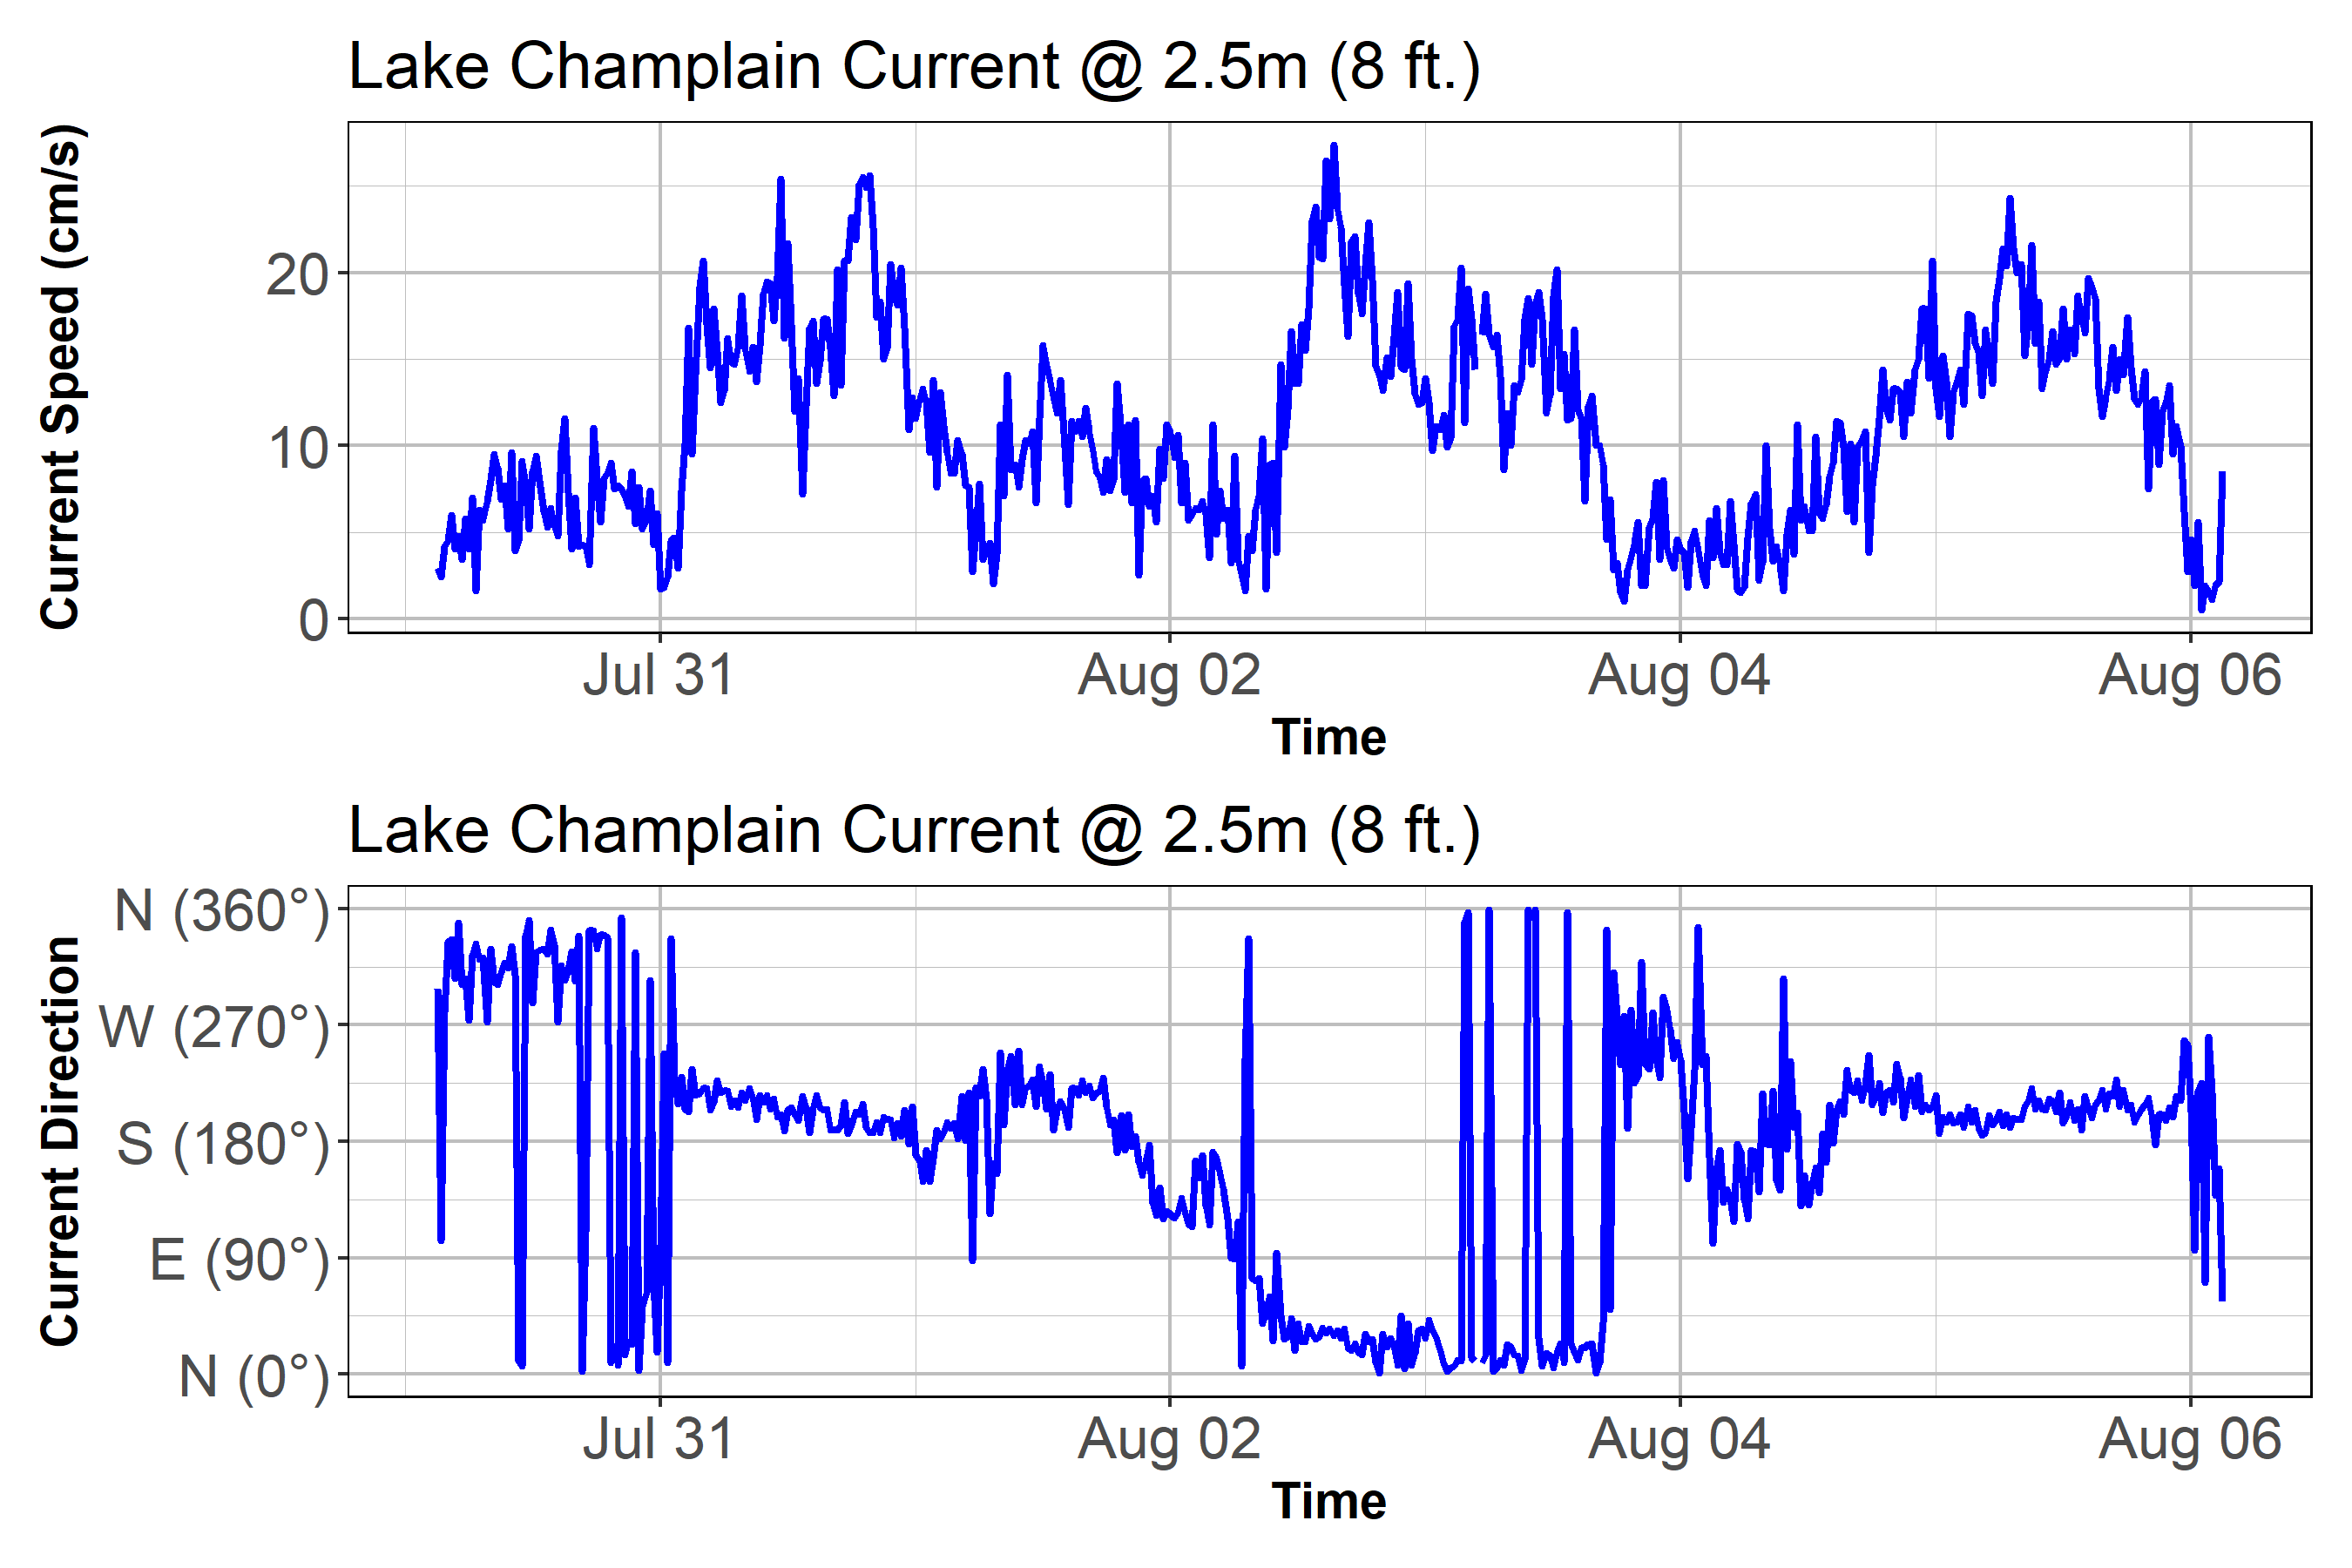 Lake Champlain Current @ 2.5m (8 ft.)
Current Speed (cm/s)
20
10
0
Jul 31
Aug 02
Aug 04
Aug 06
Time
Lake Champlain Current @ 2.5m (8 ft.)
Current Direction
N (360°)
W (270°)
S (180°)
E (90°)
N (0°)
Jul 31
Aug 02
Aug 04
Aug 06
Time